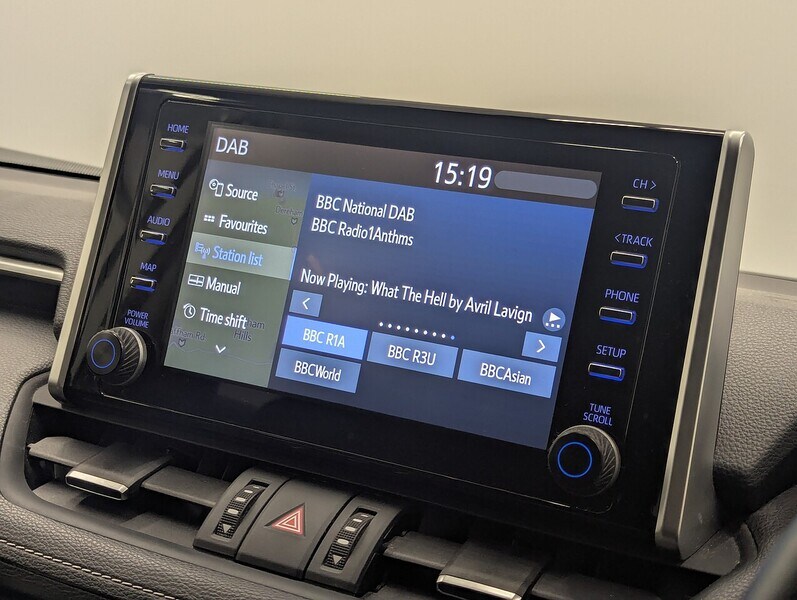 HOME
MENU
AUDIO
MAP
POWER
VOLUME
DAB
15:19
Source
Favourites
Station list
Manual
Time shift
Hills
BBC National DAB
BBC Radio1Anthms
Now Playing: What The Hell by Avril Lavign
BBC R1A
BBC R3U
BBCAsian
BBCWorld
CH >
< TRACK
PHONE
SETUP
TUNE
SCROLL